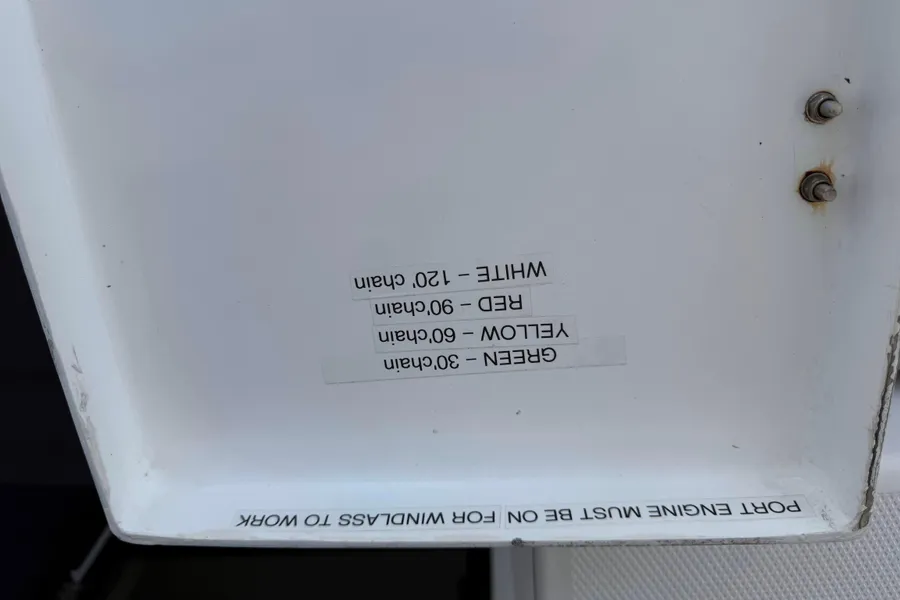 PORT ENGINE MUST BE ON FOR WINDLASS TO WORK
GREEN – 30'chain
YELLOW – 60'chain
RED – 90'chain
WHITE – 120' chain